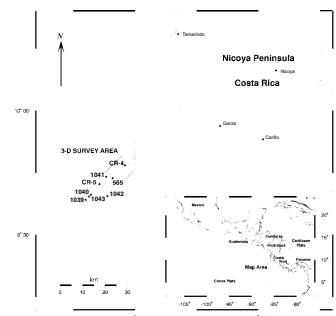 Tamarindo
N
Nicoya Peninsula
Nicoya
Costa Rica
10° 00'
Garza
Carillo
3-D SURVEY AREA
CR-4
1041
565
CR-5
1040
1042
1039
1043
Mexico
20°
Honduras
Guatemala
Caribbean
Plate
15°
Nicaragua
9° 00'
Costa
Rica
Panama
10°
Map Area
km
Cocos Plate
5°
0 10 20 30
-105° -100° -95° -90° -85° -80°